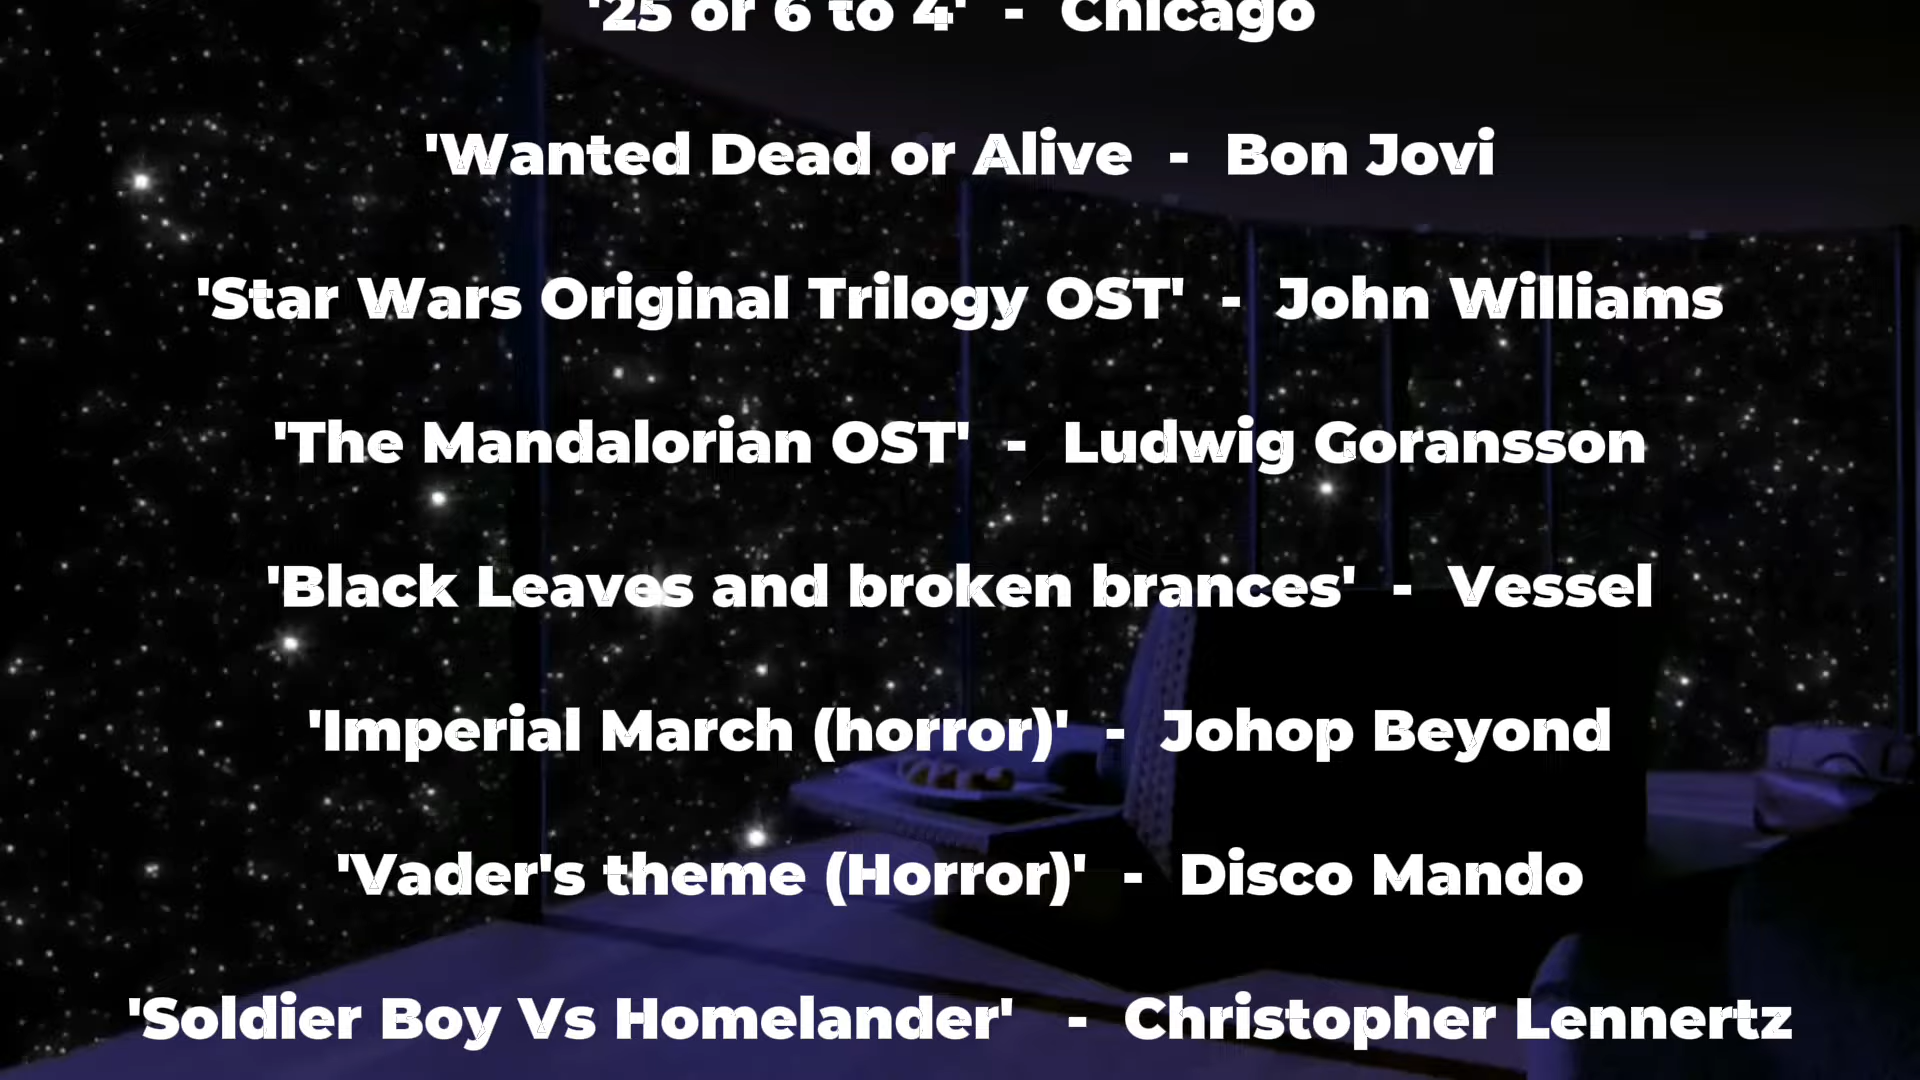 '25 or 6 to 4' - Chicago
'Wanted Dead or Alive - Bon Jovi
'Star Wars Original Trilogy OST' - John Williams
'The Mandalorian OST' - Ludwig Goransson
'Black Leaves and broken brances' - Vessel
'Imperial March (horror)' - Johop Beyond
'Vader's theme (Horror)' - Disco Mando
'Soldier Boy Vs Homelander' - Christopher Lennertz